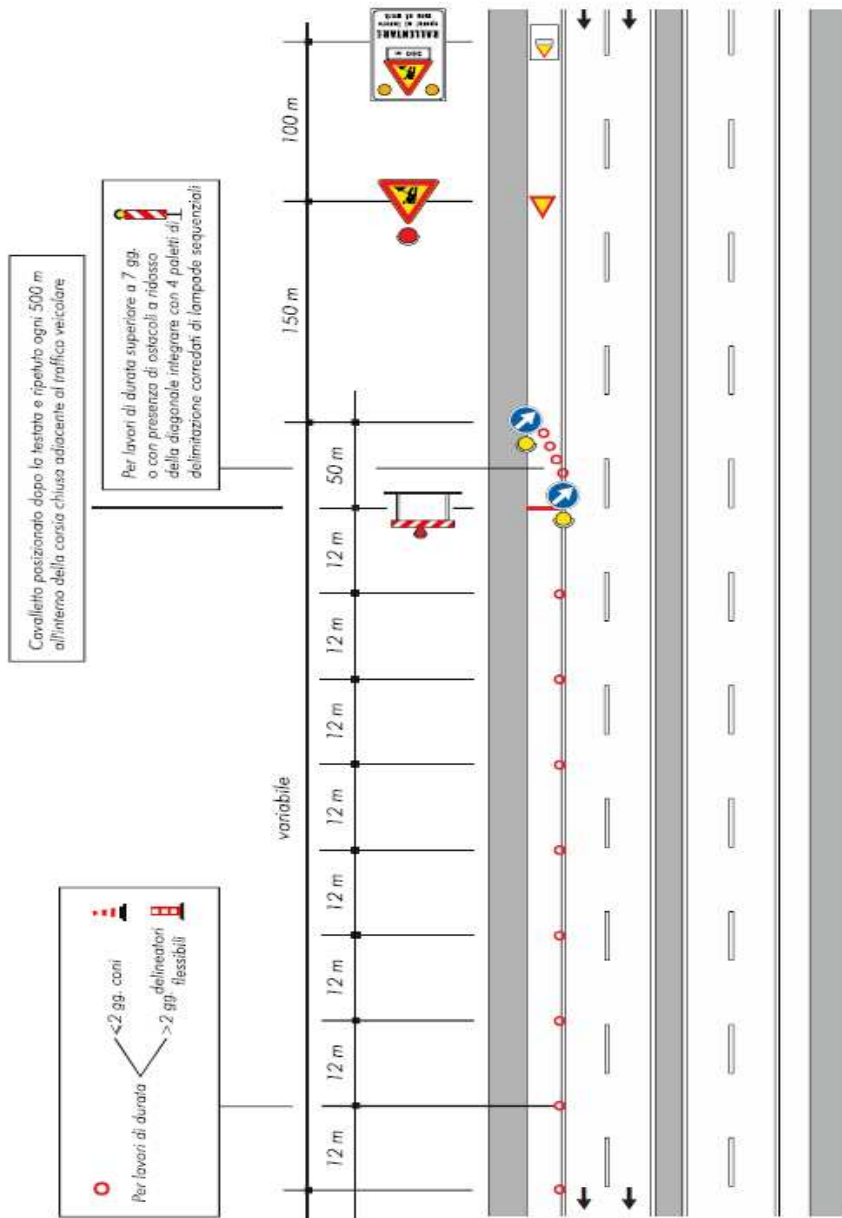 Cavalletto posizionato dopo la testata e ripetuto ogni 500 m
all'interno della corsia chiusa adiacente al traffico veicolare
Per lavori di durata
<2 gg. coni
>2 gg. delineatori
flessibili
Per lavori di durata superiore a 7 gg.
o con presenza di ostacoli a ridosso
della diagonale integrare con 4 paletti di
delimitazione corredati di lampade sequenziali
variabile
150 m
100 m
12 m
12 m
12 m
12 m
12 m
12 m
12 m
12 m
50 m
RALLENTARE